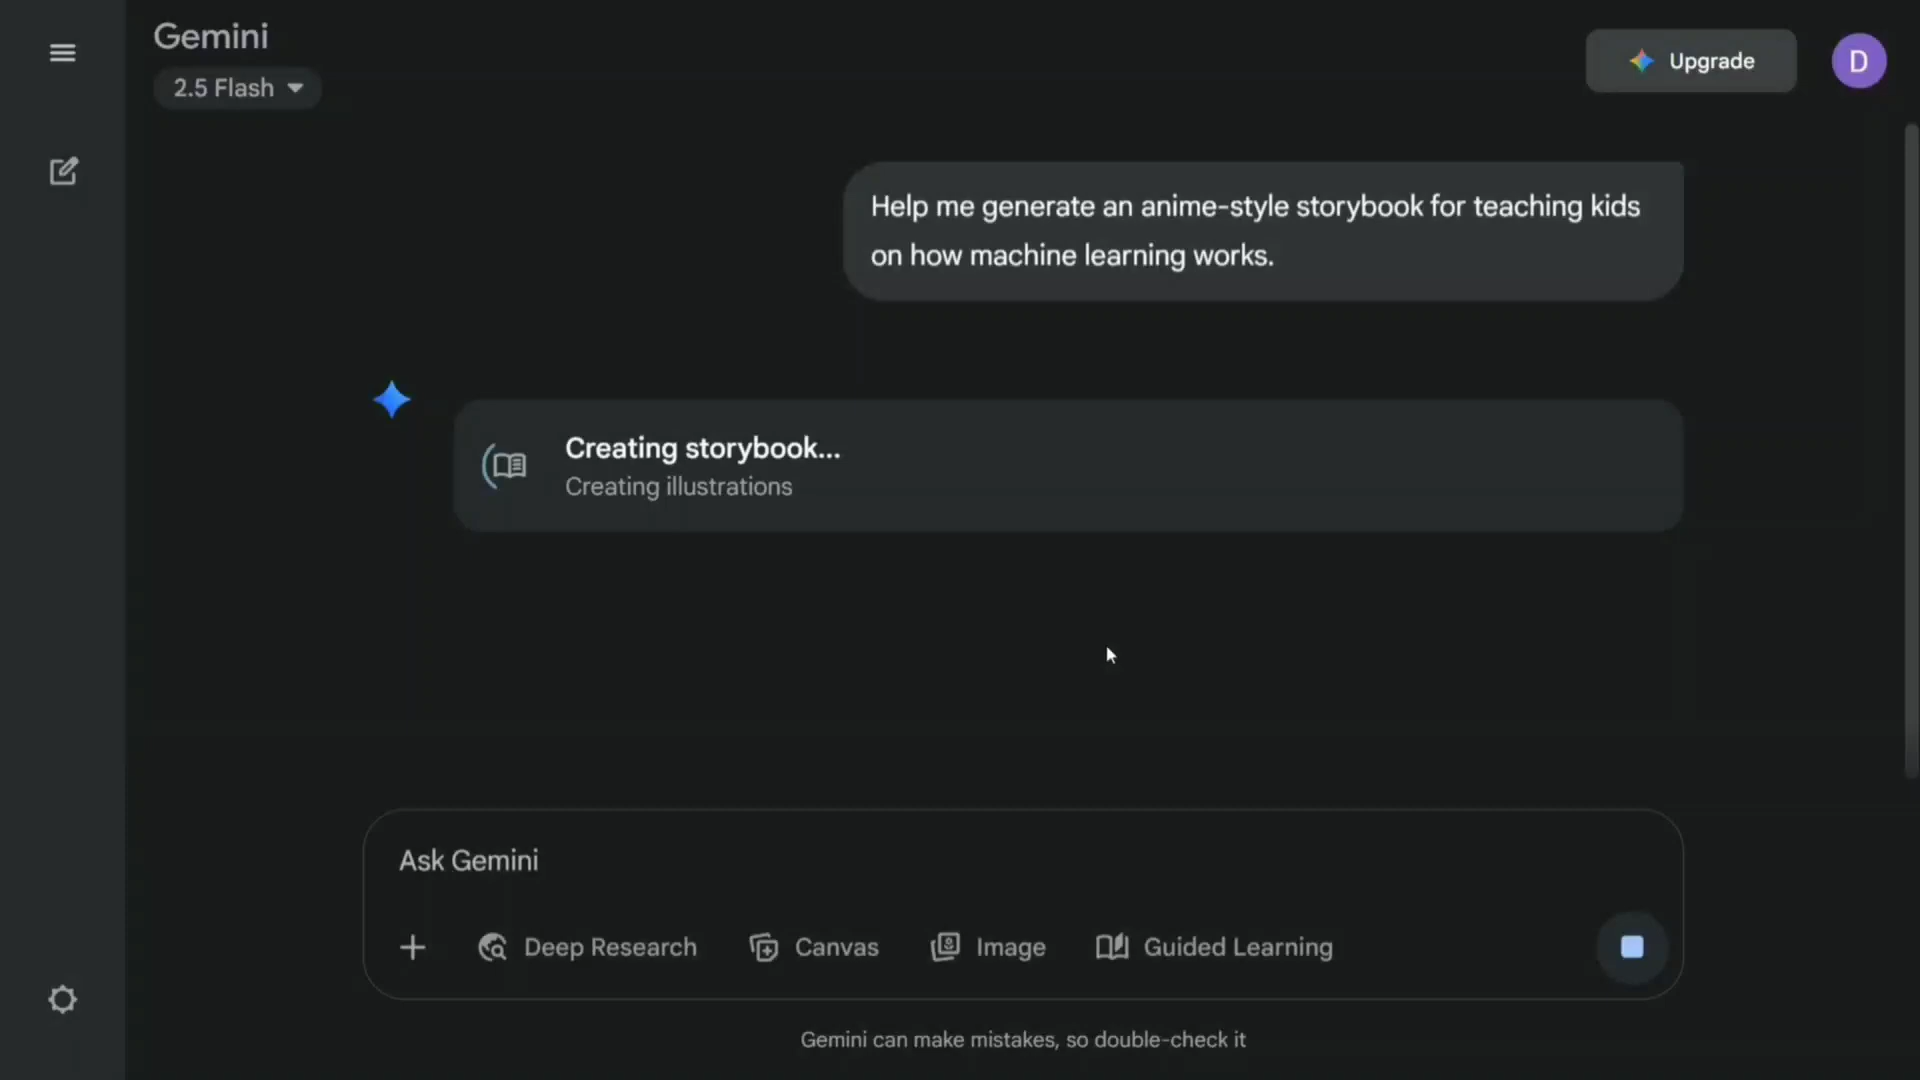 Gemini
2.5 Flash
Upgrade
D
Help me generate an anime-style storybook for teaching kids
on how machine learning works.
Creating storybook...
Creating illustrations
Ask Gemini
Deep Research
Canvas
Image
Guided Learning
Gemini can make mistakes, so double-check it